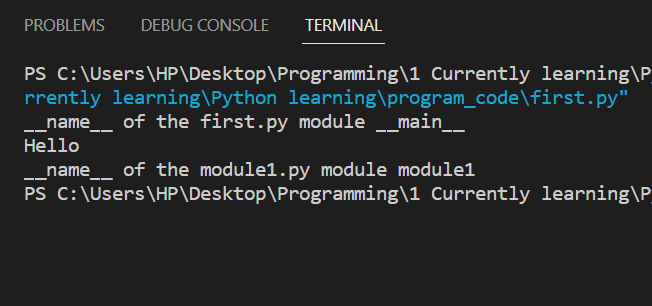 PROBLEMS DEBUG CONSOLE TERMINAL
PS C:\Users\HP\Desktop\Programming\1 Currently learning\P
rrently learning\Python learning\program_code\first.py"
__name__ of the first.py module __main__
Hello
__name__ of the module1.py module module1
PS C:\Users\HP\Desktop\Programming\1 Currently learning\P